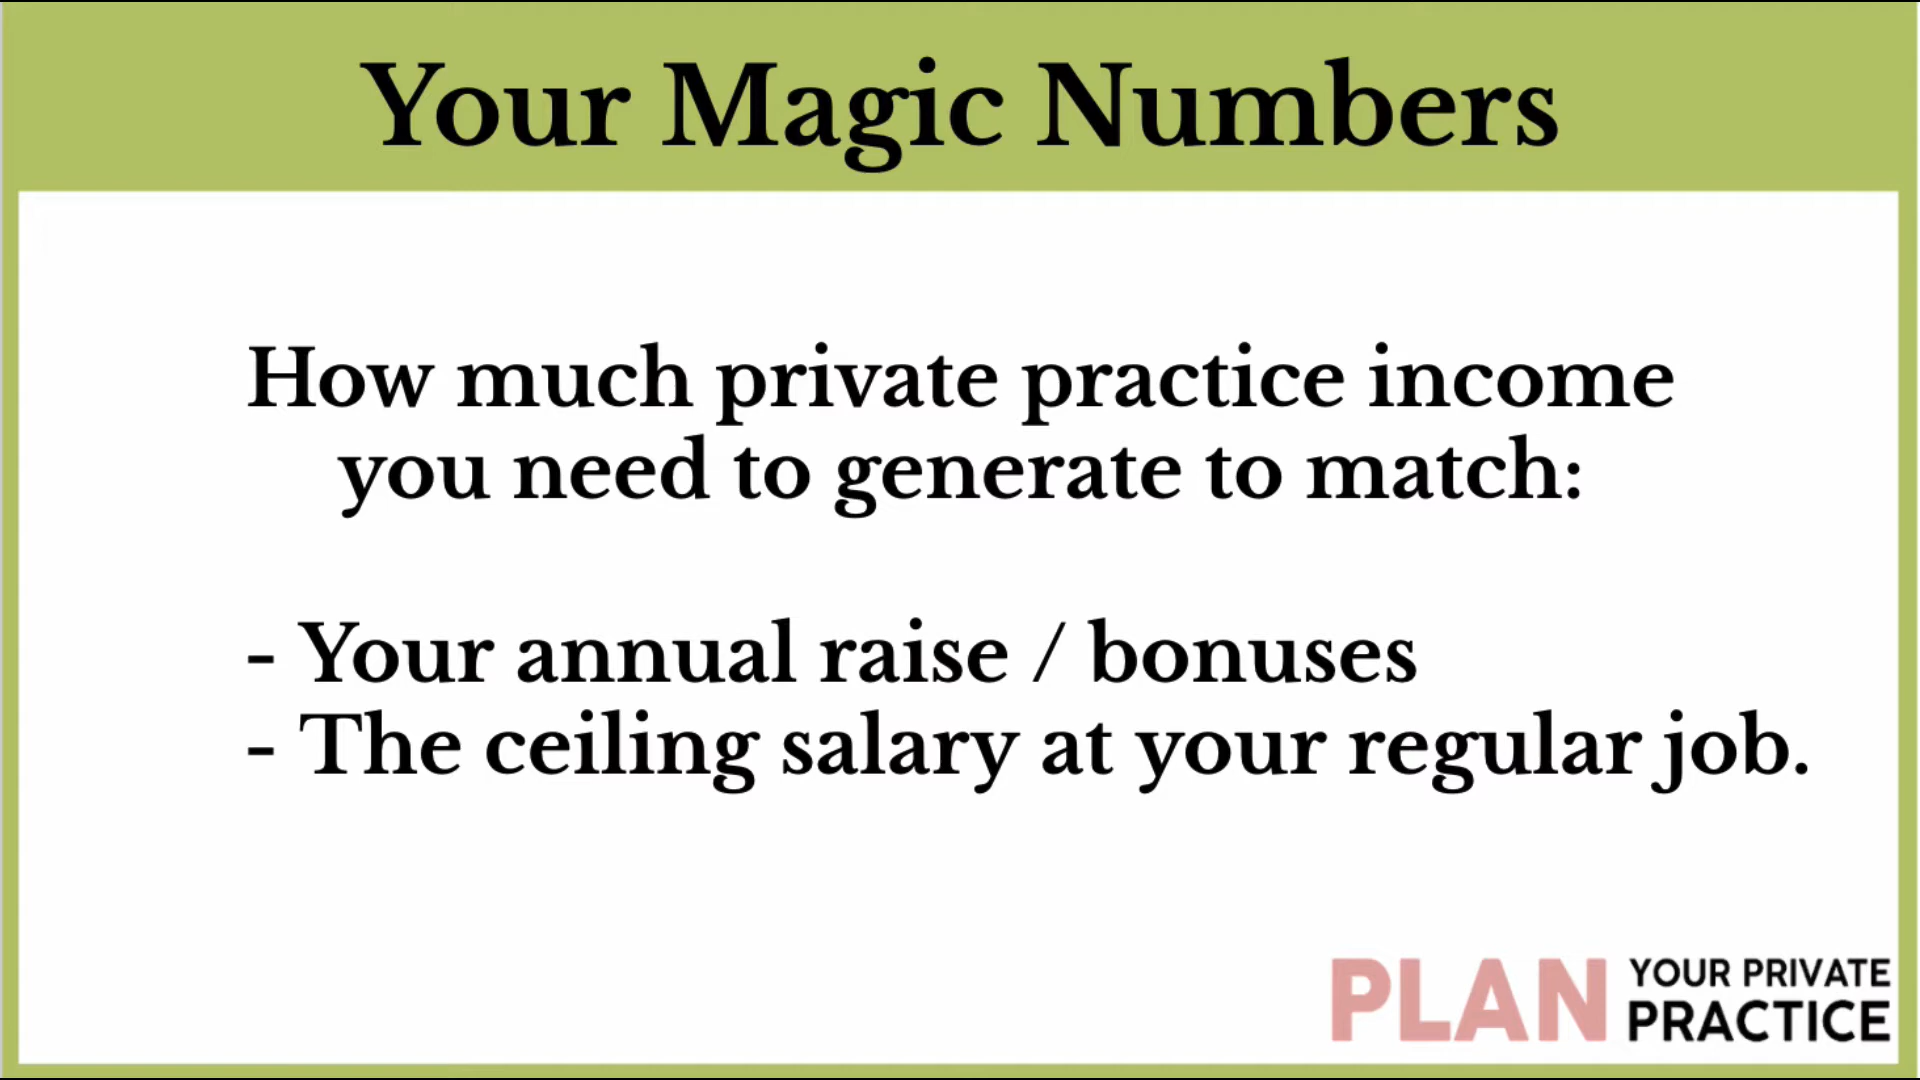 Your Magic Numbers
How much private practice income
you need to generate to match:
- Your annual raise / bonuses
- The ceiling salary at your regular job.
PLAN YOUR PRIVATE
PRACTICE